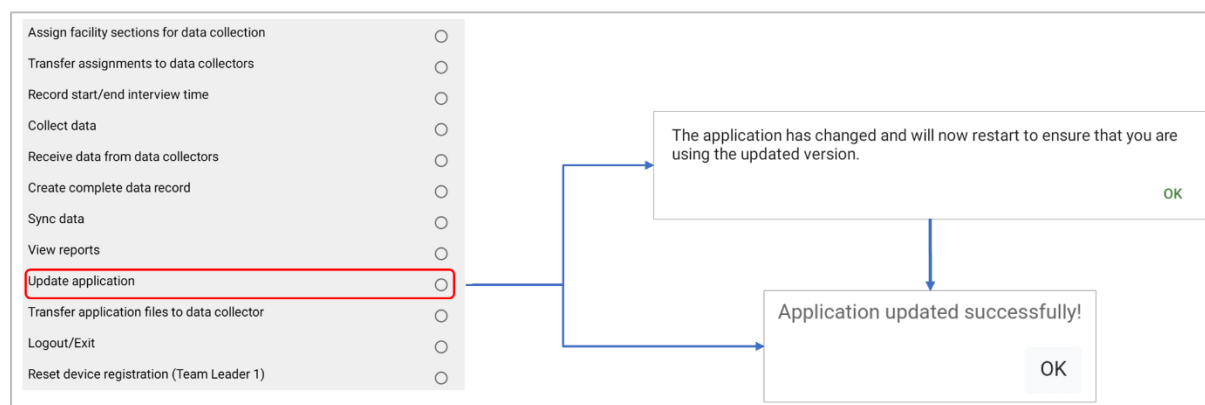 Assign facility sections for data collection
Transfer assignments to data collectors
Record start/end interview time
Collect data
Receive data from data collectors
Create complete data record
Sync data
View reports
Update application
Transfer application files to data collector
Logout/Exit
Reset device registration (Team Leader 1)
The application has changed and will now restart to ensure that you are
using the updated version.
OK
Application updated successfully!
OK